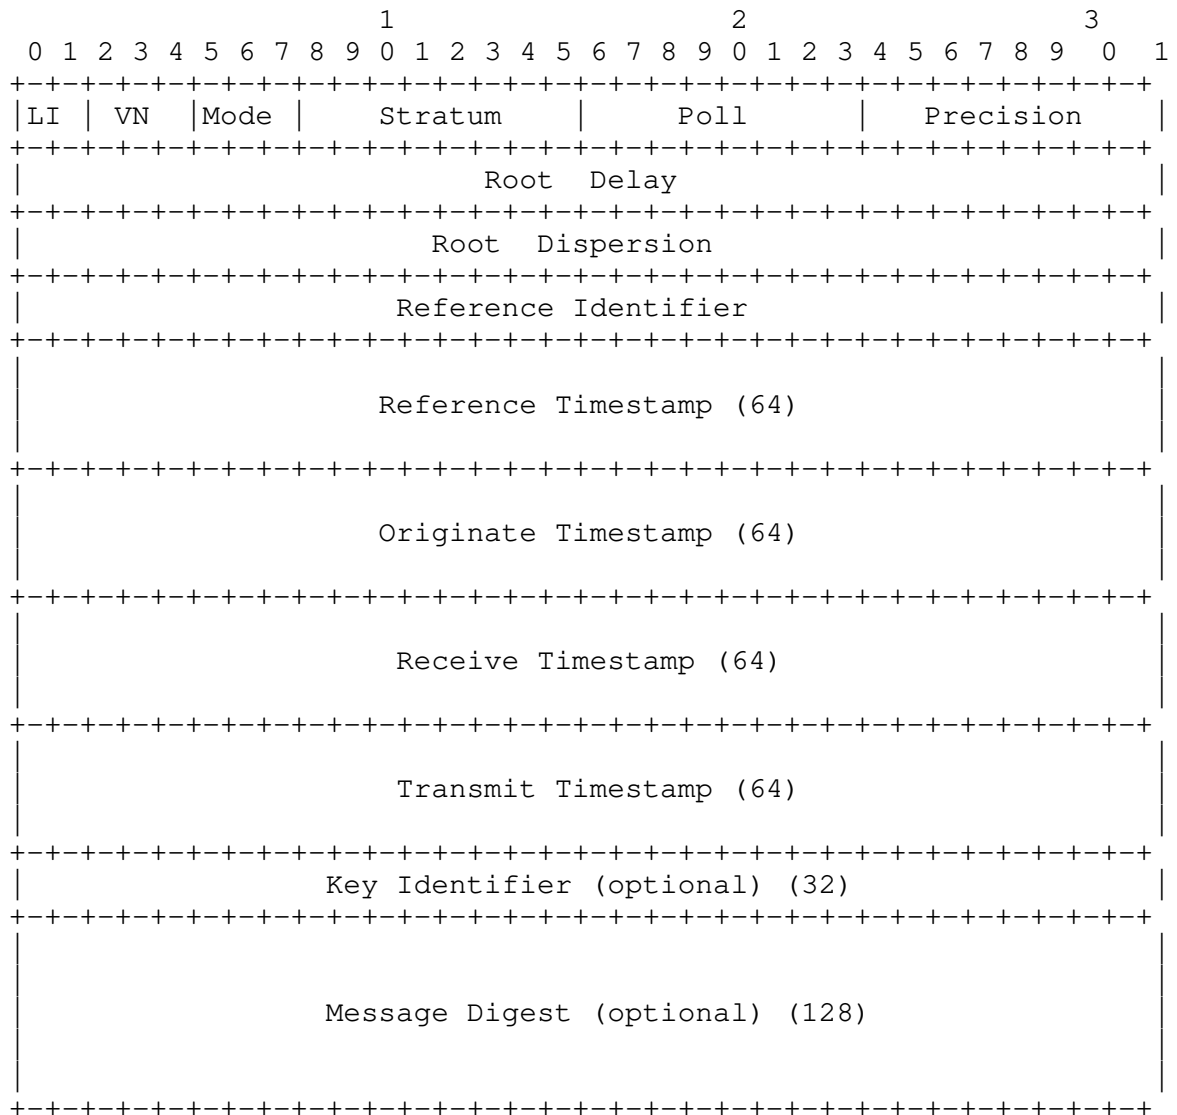 1                   2                   3
 0 1 2 3 4 5 6 7 8 9 0 1 2 3 4 5 6 7 8 9 0 1 2 3 4 5 6 7 8 9  0  1
+-+-+-+-+-+-+-+-+-+-+-+-+-+-+-+-+-+-+-+-+-+-+-+-+-+-+-+-+-+-+-+-+
|LI | VN  |Mode |    Stratum    |     Poll      |   Precision    |
+-+-+-+-+-+-+-+-+-+-+-+-+-+-+-+-+-+-+-+-+-+-+-+-+-+-+-+-+-+-+-+-+
|                          Root  Delay                           |
+-+-+-+-+-+-+-+-+-+-+-+-+-+-+-+-+-+-+-+-+-+-+-+-+-+-+-+-+-+-+-+-+
|                       Root  Dispersion                         |
+-+-+-+-+-+-+-+-+-+-+-+-+-+-+-+-+-+-+-+-+-+-+-+-+-+-+-+-+-+-+-+-+
|                     Reference Identifier                       |
+-+-+-+-+-+-+-+-+-+-+-+-+-+-+-+-+-+-+-+-+-+-+-+-+-+-+-+-+-+-+-+-+
|                                                                |
|                    Reference Timestamp (64)                    |
|                                                                |
+-+-+-+-+-+-+-+-+-+-+-+-+-+-+-+-+-+-+-+-+-+-+-+-+-+-+-+-+-+-+-+-+
|                                                                |
|                    Originate Timestamp (64)                    |
|                                                                |
+-+-+-+-+-+-+-+-+-+-+-+-+-+-+-+-+-+-+-+-+-+-+-+-+-+-+-+-+-+-+-+-+
|                                                                |
|                     Receive Timestamp (64)                     |
|                                                                |
+-+-+-+-+-+-+-+-+-+-+-+-+-+-+-+-+-+-+-+-+-+-+-+-+-+-+-+-+-+-+-+-+
|                                                                |
|                     Transmit Timestamp (64)                    |
|                                                                |
+-+-+-+-+-+-+-+-+-+-+-+-+-+-+-+-+-+-+-+-+-+-+-+-+-+-+-+-+-+-+-+-+
|                 Key Identifier (optional) (32)                 |
+-+-+-+-+-+-+-+-+-+-+-+-+-+-+-+-+-+-+-+-+-+-+-+-+-+-+-+-+-+-+-+-+
|                                                                |
|                                                                |
|                 Message Digest (optional) (128)                |
|                                                                |
|                                                                |
+-+-+-+-+-+-+-+-+-+-+-+-+-+-+-+-+-+-+-+-+-+-+-+-+-+-+-+-+-+-+-+-+